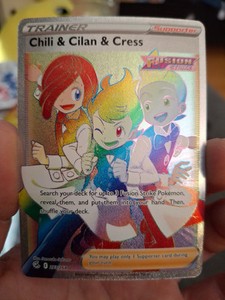 TRAINER
Supporter
Chili & Cilan & Cress
FUSION STRIKE
Search your deck for up to 3 Fusion Strike Pokémon,
reveal them, and put them into your hand. Then,
shuffle your deck.
You may play only 1 Supporter card during